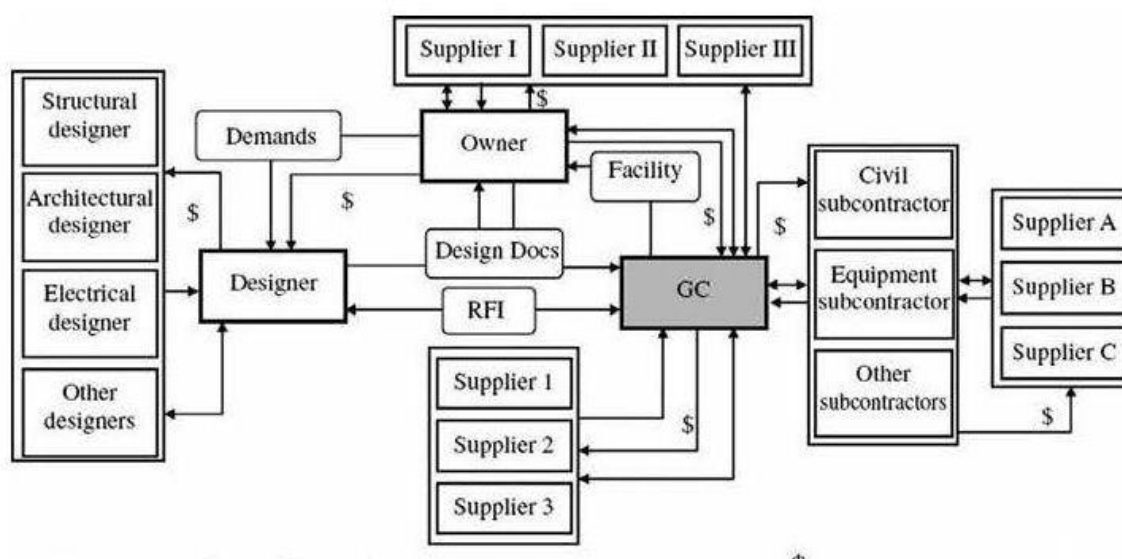 Supplier I
Supplier II
Supplier III
$
Structural
designer
Demands
Owner
Facility
Civil
subcontractor
Architectural
designer
$
$
$
$
Supplier A
Design Docs
Designer
Equipment
subcontractor
Electrical
designer
GC
Supplier B
RFI
Supplier C
Other
designers
Supplier 1
Other
subcontractors
$
$
Supplier 2
Supplier 3
$